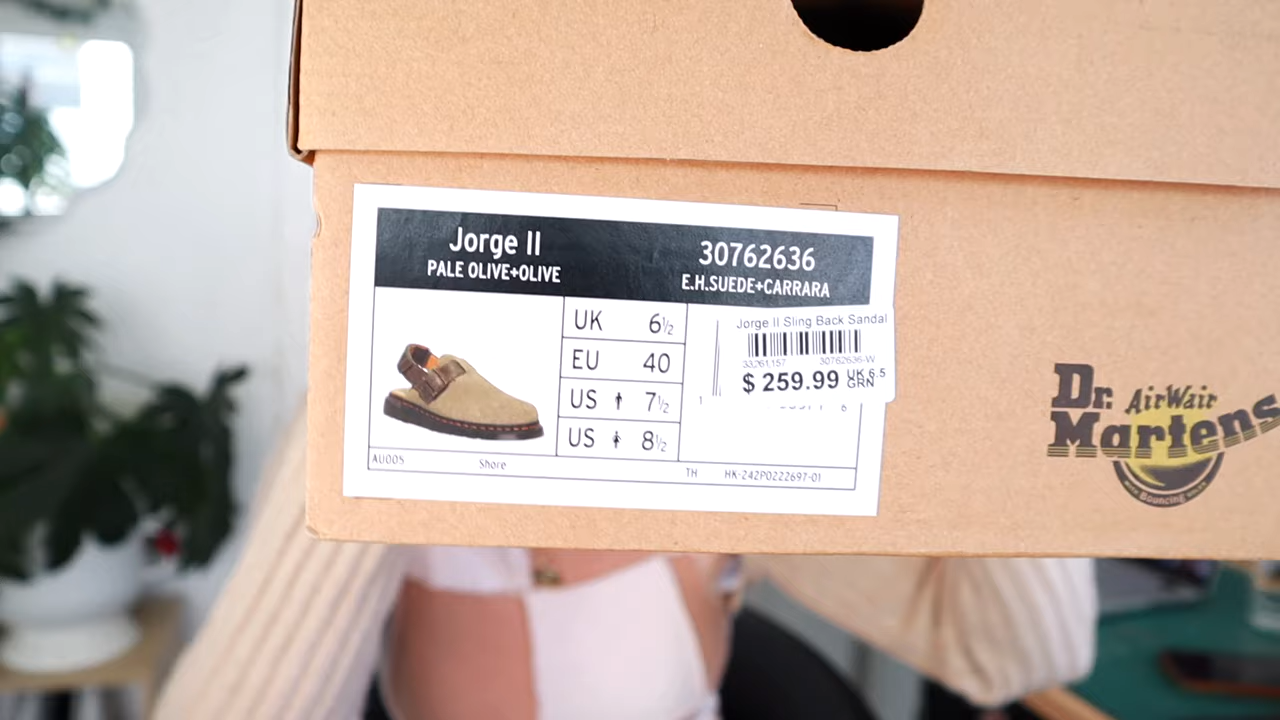 Jorge II
PALE OLIVE+OLIVE
30762636
E.H.SUEDE+CARRARA
UK 6½
EU 40
US 7½
US 8½
Jorge II Sling Back Sandal
33261157 30762636-W
$ 259.99 UK 6.5
GRN
AU005 Shore TH HK-242P0222697-01
Dr. AirWair
Martens
Bouncing